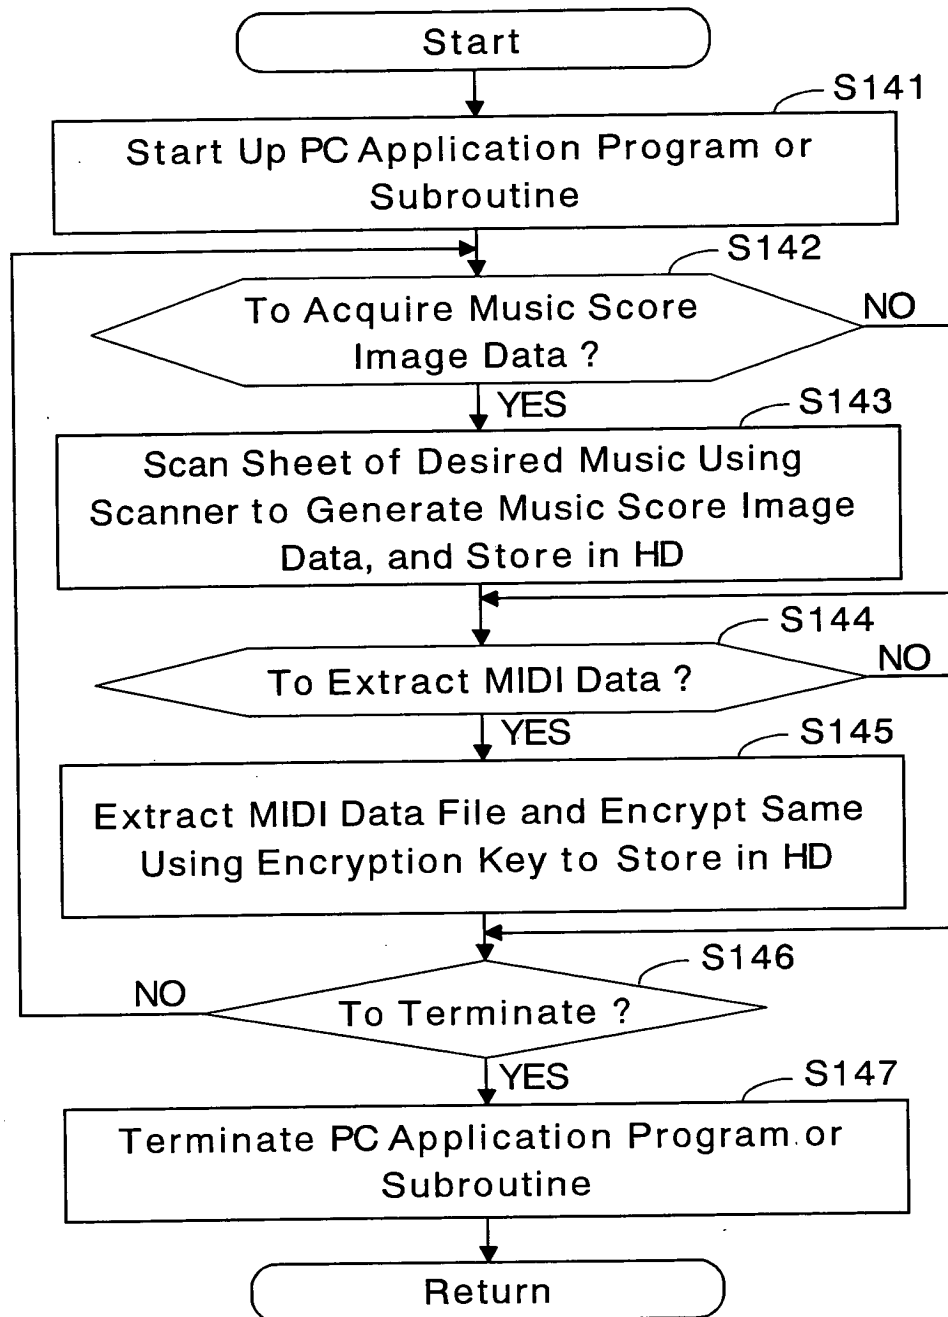 Start
S141
Start Up PC Application Program or
Subroutine
S142
To Acquire Music Score
Image Data ?
NO
YES
S143
Scan Sheet of Desired Music Using
Scanner to Generate Music Score Image
Data, and Store in HD
S144
To Extract MIDI Data ?
NO
YES
S145
Extract MIDI Data File and Encrypt Same
Using Encryption Key to Store in HD
S146
NO
To Terminate ?
YES
S147
Terminate PC Application Program or
Subroutine
Return